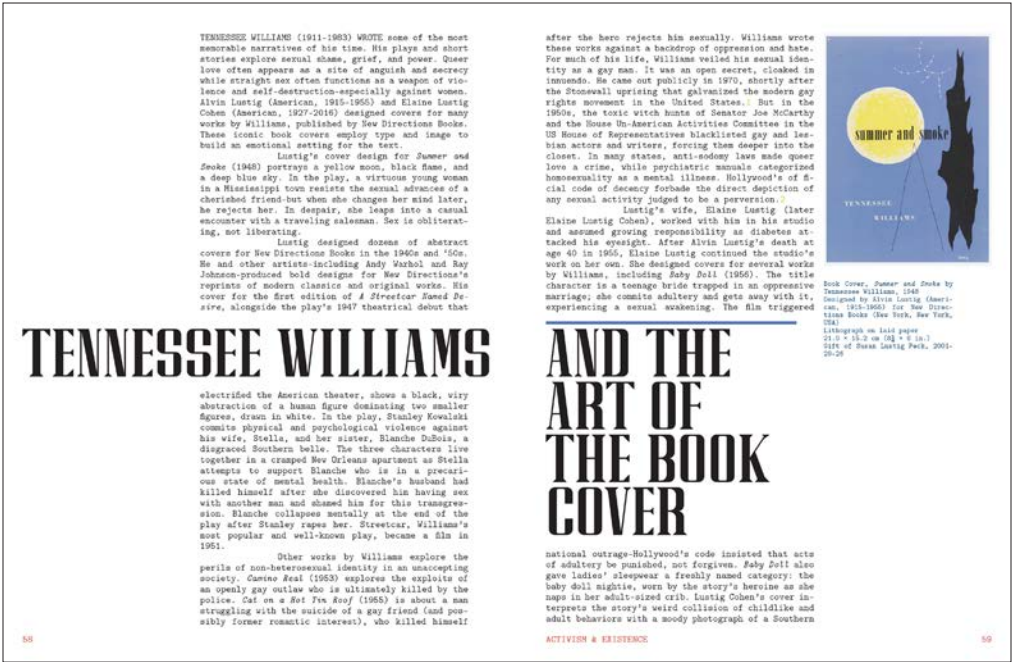 TENNESSEE WILLIAMS (1911-1983) WROTE some of the most
memorable narratives of his time. His plays and short
stories explore sexual shame, grief, and power. Queer
love often appears as a site of anguish and secrecy
while straight sex often functions as a weapon of vio-
lence and self-destruction-especially against women.
Alvin Lustig (American, 1915-1955) and Elaine Lustig
Cohen (American, 1927-2016) designed covers for many
works by Williams, published by New Directions Books.
These iconic book covers employ type and image to
build an emotional setting for the text.
Lustig's cover design for Summer and
Smoke (1948) portrays a yellow moon, black flame, and
a deep blue sky. In the play, a virtuous young woman
in a Mississippi town resists the sexual advances of a
cherished friend-but when she changes her mind later,
he rejects her. In despair, she leaps into a casual
encounter with a traveling salesman. Sex is obliterat-
ing, not liberating.
Lustig designed dozens of abstract
covers for New Directions Books in the 1940s and '50s.
He and other artists-including Andy Warhol and Ray
Johnson-produced bold designs for New Directions's
reprints of modern classics and original works. His
cover for the first edition of A Streetcar Named De-
sire, alongside the play's 1947 theatrical debut that
TENNESSEE WILLIAMS
electrified the American theater, shows a black, wiry
abstraction of a human figure dominating two smaller
figures, drawn in white. In the play, Stanley Kowalski
commits physical and psychological violence against
his wife, Stella, and her sister, Blanche DuBois, a
disgraced Southern belle. The three characters live
together in a cramped New Orleans apartment as Stella
attempts to support Blanche who is in a precari-
ous state of mental health. Blanche's husband had
killed himself after she discovered him having sex
with another man and shamed him for this transgres-
sion. Blanche collapses mentally at the end of the
play after Stanley rapes her. Streetcar, Williams's
most popular and well-known play, became a film in
1951.
Other works by Williams explore the
perils of non-heterosexual identity in an unaccepting
society. Camino Real (1953) explores the exploits of
an openly gay outlaw who is ultimately killed by the
police. Cat on a Hot Tin Roof (1955) is about a man
struggling with the suicide of a gay friend (and pos-
sibly former romantic interest), who killed himself
58
after the hero rejects him sexually. Williams wrote
these works against a backdrop of oppression and hate.
For much of his life, Williams veiled his sexual iden-
tity as a gay man. It was an open secret, cloaked in
innuendo. He came out publicly in 1970, shortly after
the Stonewall uprising that galvanized the modern gay
rights movement in the United States.1 But in the
1950s, the toxic witch hunts of Senator Joe McCarthy
and the House Un-American Activities Committee in the
US House of Representatives blacklisted gay and les-
bian actors and writers, forcing them deeper into the
closet. In many states, anti-sodomy laws made queer
love a crime, while psychiatric manuals categorized
homosexuality as a mental illness. Hollywood's of fi-
cial code of decency forbade the direct depiction of
any sexual activity judged to be a perversion.2
Lustig's wife, Elaine Lustig (later
Elaine Lustig Cohen), worked with him in his studio
and assumed growing responsibility as diabetes at-
tacked his eyesight. After Alvin Lustig's death at
age 40 in 1955, Elaine Lustig continued the studio's
work on her own. She designed covers for several works
by Williams, including Baby Doll (1956). The title
character is a teenage bride trapped in an oppressive
marriage; she commits adultery and gets away with it,
experiencing a sexual awakening. The film triggered
AND THE
ART OF
THE BOOK
COVER
national outrage-Hollywood's code insisted that acts
of adultery be punished, not forgiven. Baby Doll also
gave ladies' sleepwear a freshly named category: the
baby doll nightie, worn by the story's heroine as she
naps in her adult-sized crib. Lustig Cohen's cover in-
terprets the story's weird collision of childlike and
adult behaviors with a moody photograph of a Southern
ACTIVISM & EXISTENCE
59
summer and smoke
TENNESSEE
WILLIAMS
Book Cover, Summer and Smoke by
Tennessee Williams, 1948
Designed by Alvin Lustig (Ameri-
can, 1915-1955) for New Direc-
tions Books (New York, New York,
USA)
Lithograph on laid paper
Gift of Susan Lustig Peck, 2001-